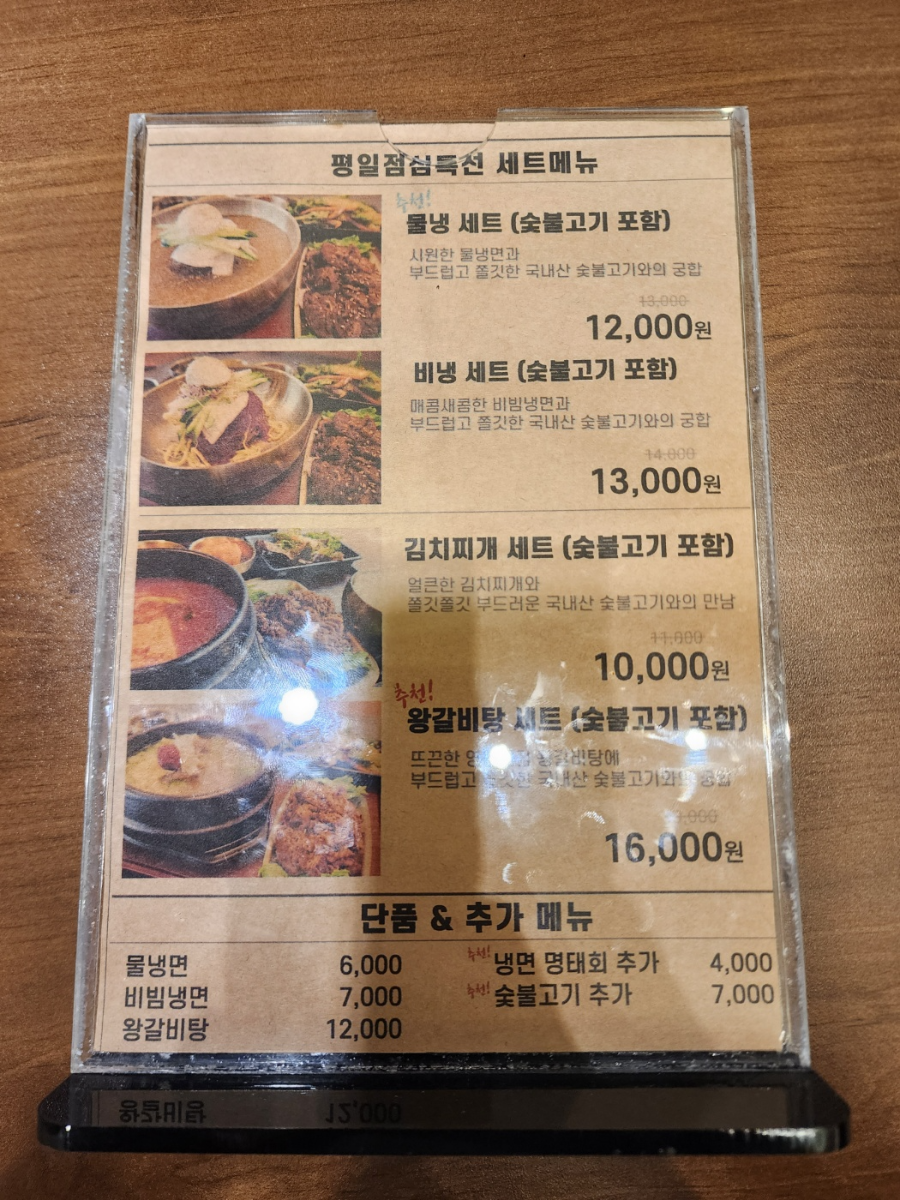 평일점심특선 세트메뉴
추천!
물냉 세트 (숯불고기 포함)
시원한 물냉면과
부드럽고 쫄깃한 국내산 숯불고기와의 궁합
13,000
12,000원
비냉 세트 (숯불고기 포함)
매콤새콤한 비빔냉면과
부드럽고 쫄깃한 국내산 숯불고기와의 궁합
14,000
13,000원
김치찌개 세트 (숯불고기 포함)
얼큰한 김치찌개와
쫄깃쫄깃 부드러운 국내산 숯불고기와의 만남
11,000
10,000원
추천!
왕갈비탕 세트 (숯불고기 포함)
뜨끈한 왕갈비탕에
부드럽고 쫄깃한 국내산 숯불고기와의 궁합
16,000원
단품 & 추가 메뉴
물냉면 6,000
추천! 냉면 명태회 추가 4,000
비빔냉면 7,000
추천! 숯불고기 추가 7,000
왕갈비탕 12,000